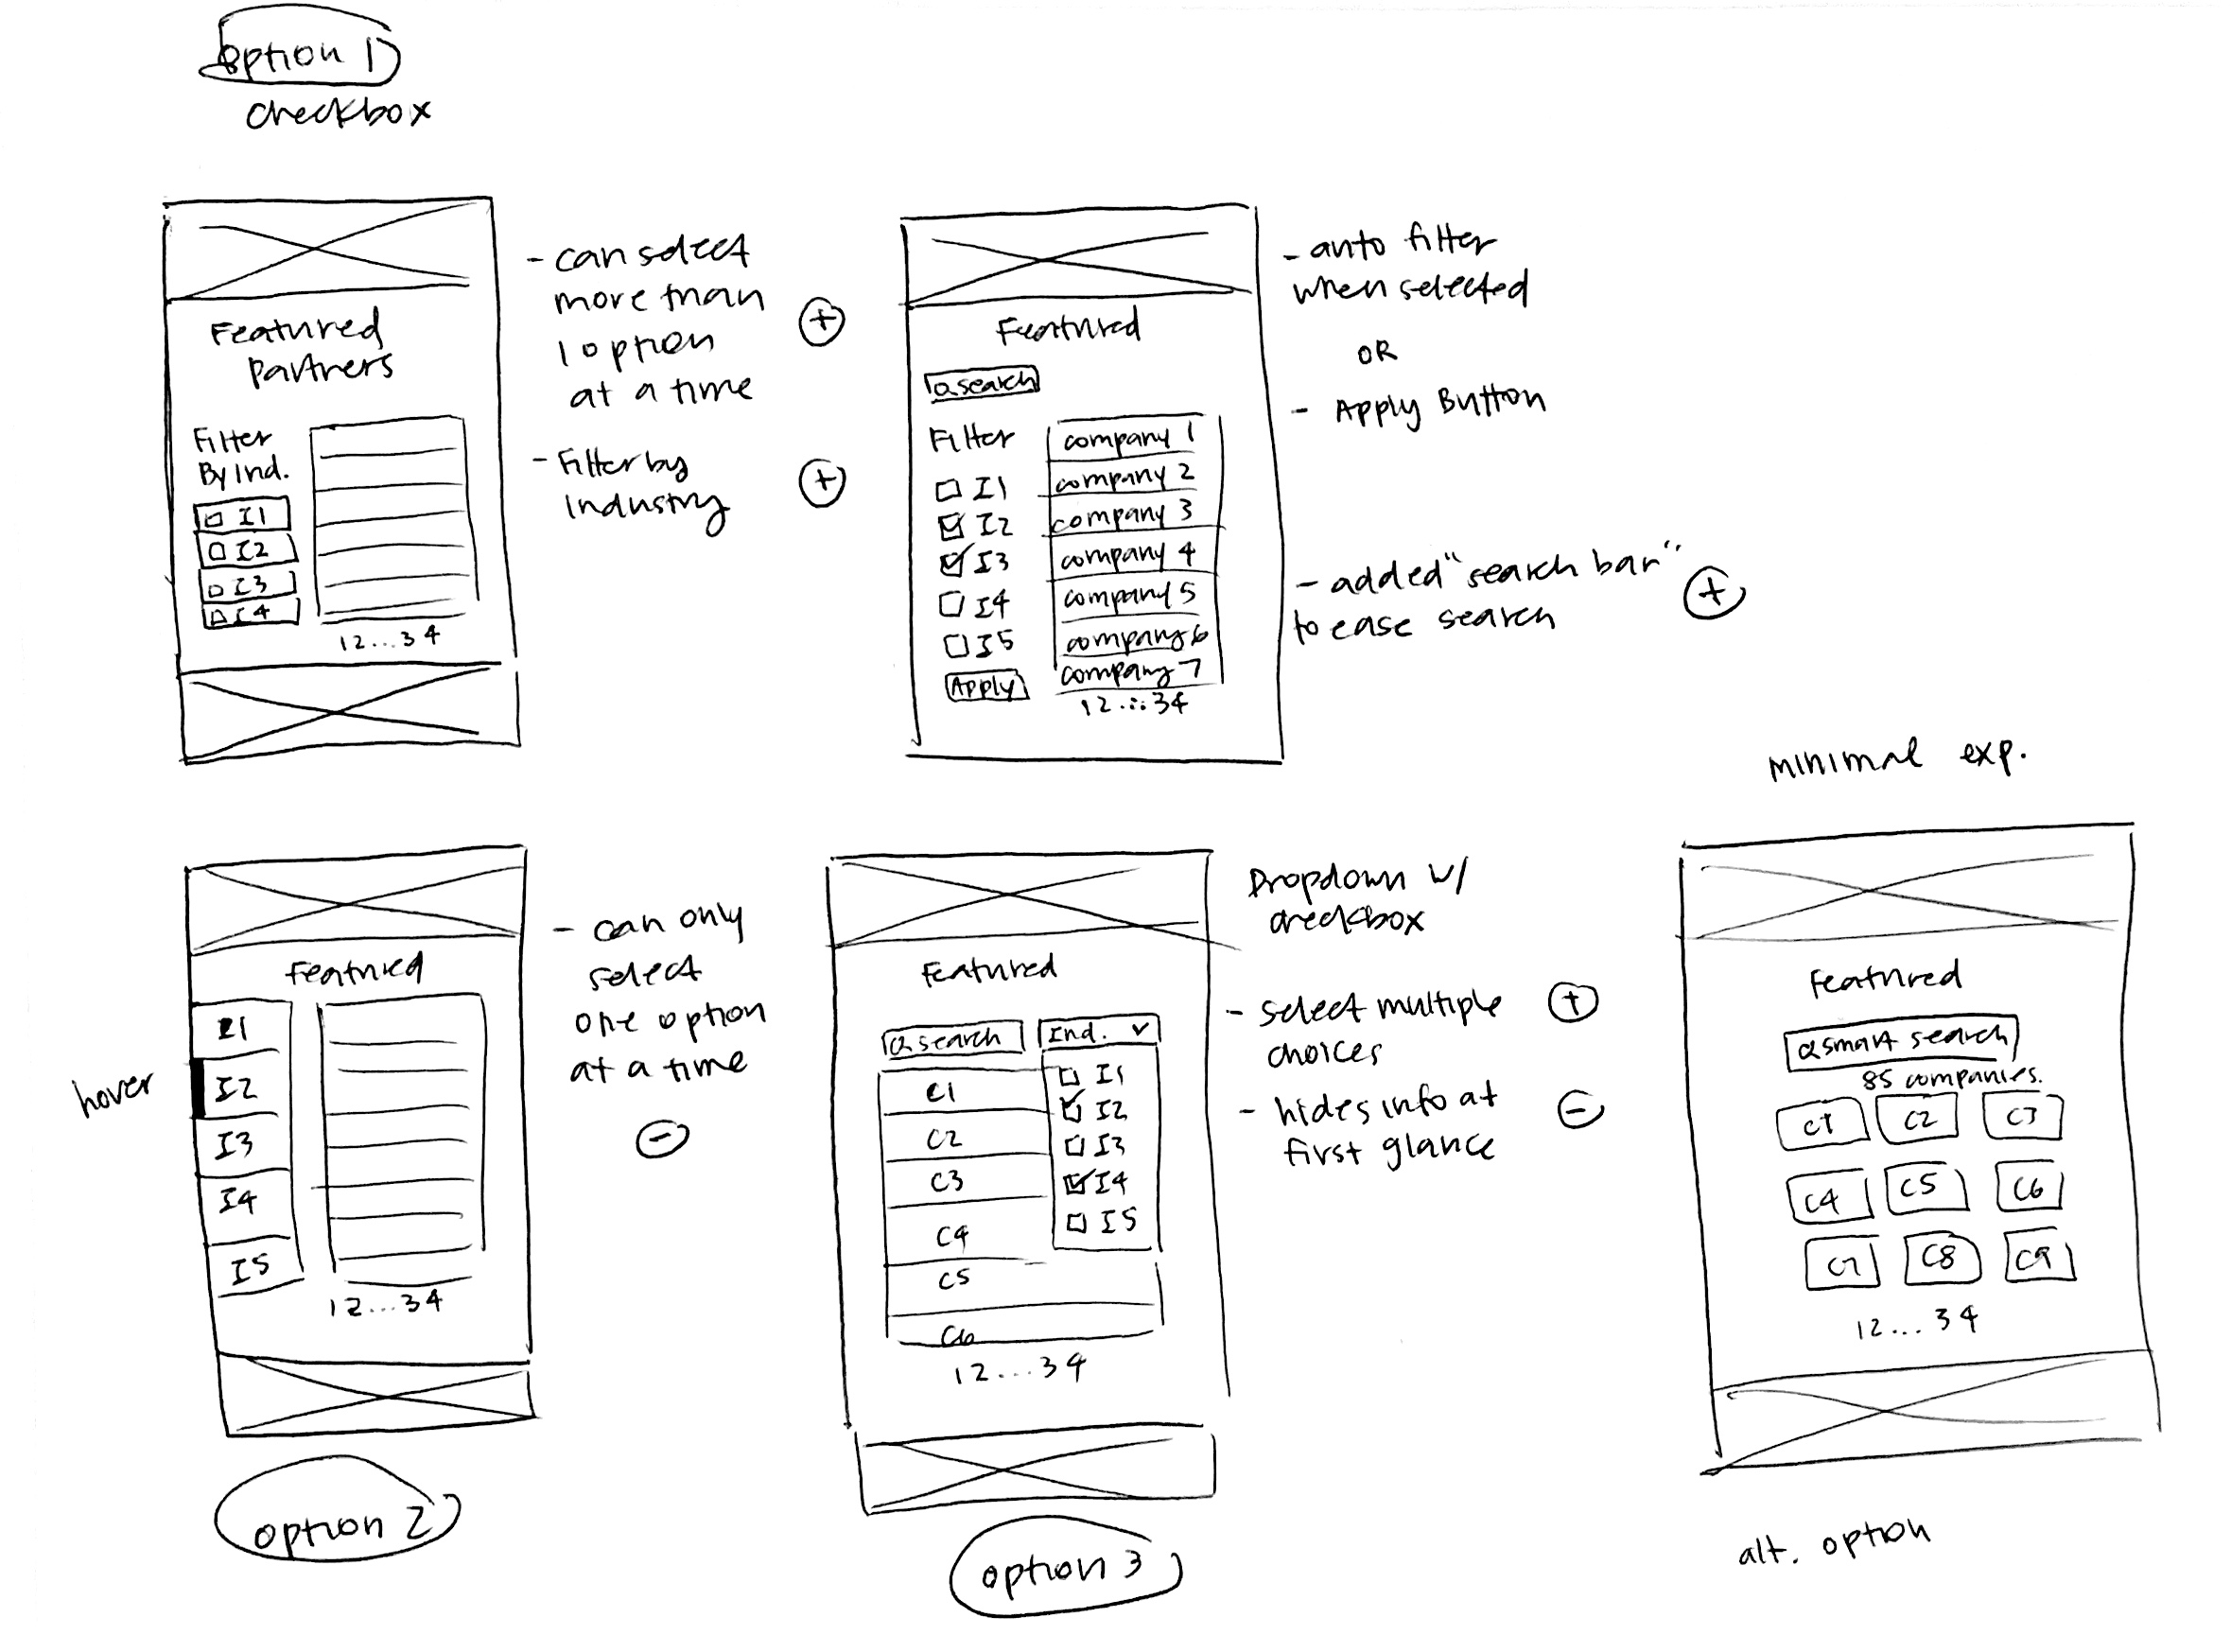 option 1
checkbox
Featured
Partners
Filter
By Ind.
I1
I2
I3
I4
12...34
- can select
more than
1 option
at a time
+
- Filter by
Industry
+
Featured
search
Filter
I1
I2
I3
I4
I5
Apply
company 1
company 2
company 3
company 4
company 5
company 6
company 7
12...34
- auto filter
when selected
OR
- Apply Button
- added "search bar"
to ease search
+
hover
Featured
I1
I2
I3
I4
I5
12...34
- can only
select
one option
at a time
-
option 2
Featured
search
Ind.
I1
I2
I3
I4
I5
C1
C2
C3
C4
C5
C6
12...34
Dropdown w/
checkbox
- select multiple
choices
+
- hides info at
first glance
-
option 3
minimal exp.
Featured
smart search
85 companies.
C1 C2 C3
C4 C5 C6
C7 C8 C9
12...34
alt. option